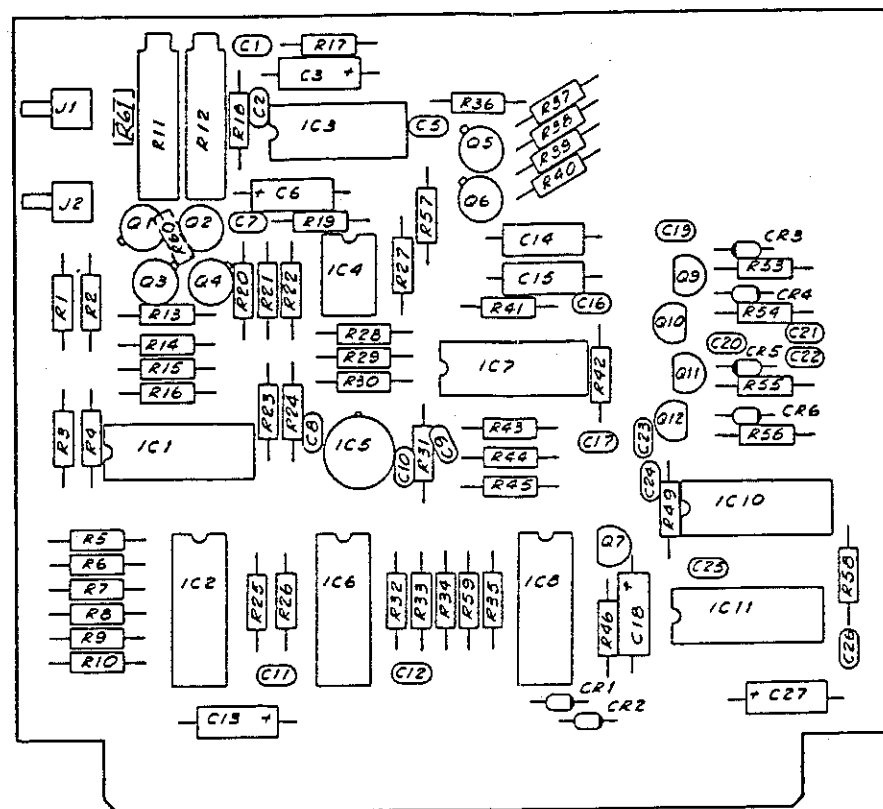 C1
R17
C3 +
J1
R61
R11
R12
R18
C2
IC3
C5
R36
R37
R38
R39
R40
Q5
Q6
J2
+ C6
C7
R19
R57
Q1
R60
Q2
C14
C19
CR3
R53
Q9
IC4
R27
C15
Q3
Q4
R20
R21
R22
R1
R2
R13
R41
C16
CR4
R54
Q10
C21
C20
C22
R14
R28
R15
R29
R16
R30
IC7
R42
CR5
Q11
R55
R3
R4
IC1
R23
R24
C8
IC5
C10
R31
C9
R43
R44
R45
C17
C23
Q12
CR6
R56
C24
R49
IC10
R5
R6
R7
R8
R9
R10
IC2
R25
R26
IC6
R32
R33
R34
R59
R35
IC8
Q7
R46
+ C18
C25
IC11
R58
C26
C11
C12
CR1
CR2
C13 +
+ C27